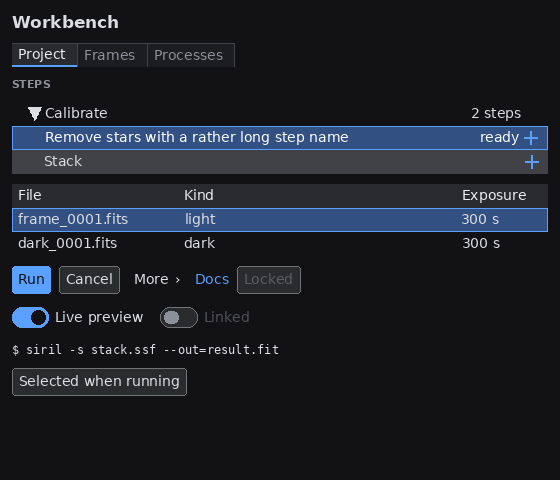 Workbench
Project Frames Processes
STEPS
Calibrate 2 steps
Remove stars with a rather long step name ready
Stack
File Kind Exposure
frame_0001.fits light 300 s
dark_0001.fits dark 300 s
Run Cancel More › Docs Locked
Live preview Linked
$ siril -s stack.ssf --out=result.fit
Selected when running